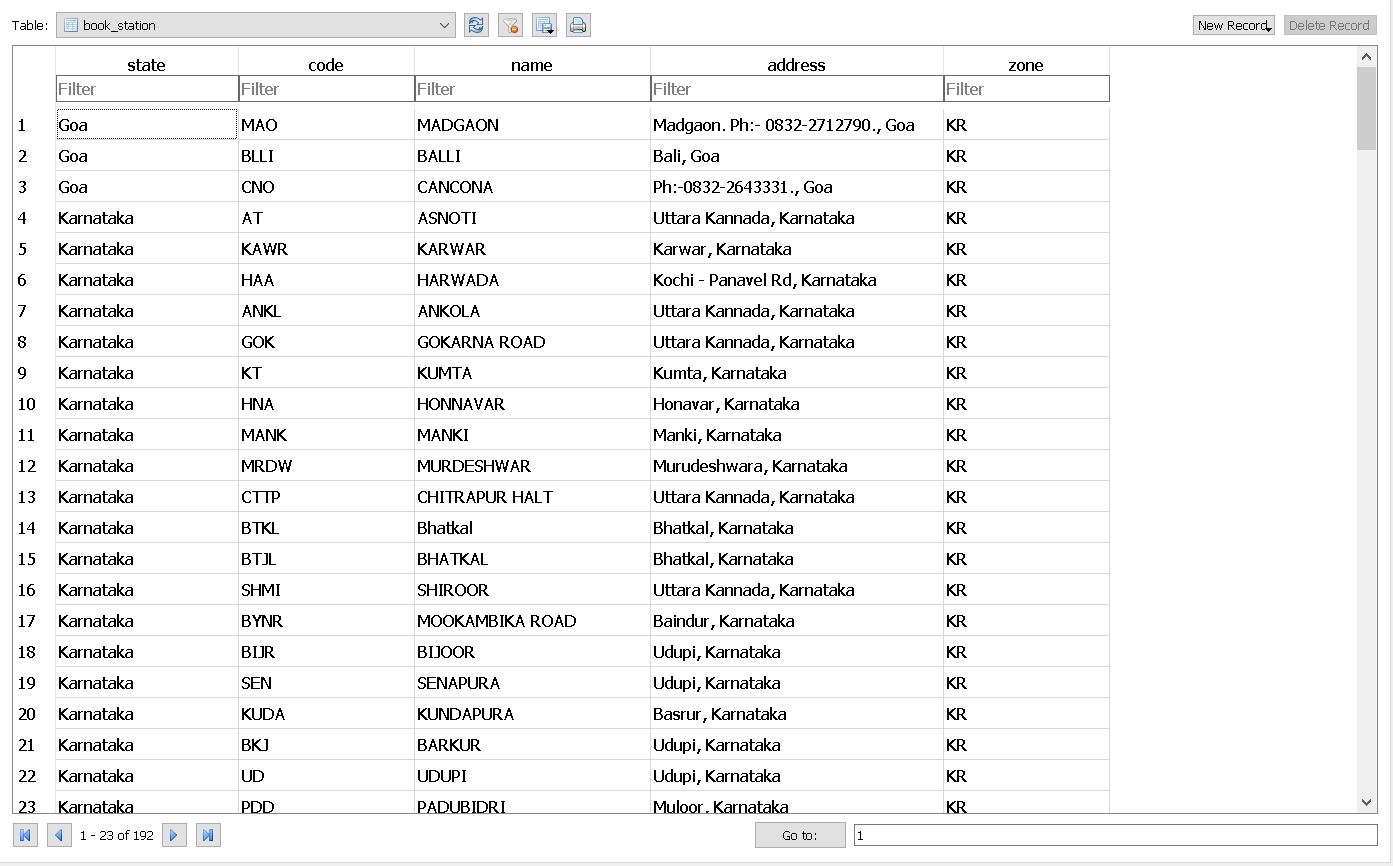 Table: book_station New Record Delete Record
state code name address zone
Filter Filter Filter Filter Filter
1 Goa MAO MADGAON Madgaon. Ph:- 0832-2712790., Goa KR
2 Goa BLLI BALLI Bali, Goa KR
3 Goa CNO CANCONA Ph:-0832-2643331., Goa KR
4 Karnataka AT ASNOTI Uttara Kannada, Karnataka KR
5 Karnataka KAWR KARWAR Karwar, Karnataka KR
6 Karnataka HAA HARWADA Kochi - Panavel Rd, Karnataka KR
7 Karnataka ANKL ANKOLA Uttara Kannada, Karnataka KR
8 Karnataka GOK GOKARNA ROAD Uttara Kannada, Karnataka KR
9 Karnataka KT KUMTA Kumta, Karnataka KR
10 Karnataka HNA HONNAVAR Honavar, Karnataka KR
11 Karnataka MANK MANKI Manki, Karnataka KR
12 Karnataka MRDW MURDESHWAR Murudeshwara, Karnataka KR
13 Karnataka CTTP CHITRAPUR HALT Uttara Kannada, Karnataka KR
14 Karnataka BTKL Bhatkal Bhatkal, Karnataka KR
15 Karnataka BTJL BHATKAL Bhatkal, Karnataka KR
16 Karnataka SHMI SHIROOR Uttara Kannada, Karnataka KR
17 Karnataka BYNR MOOKAMBIKA ROAD Baindur, Karnataka KR
18 Karnataka BIJR BIJOOR Udupi, Karnataka KR
19 Karnataka SEN SENAPURA Udupi, Karnataka KR
20 Karnataka KUDA KUNDAPURA Basrur, Karnataka KR
21 Karnataka BKJ BARKUR Udupi, Karnataka KR
22 Karnataka UD UDUPI Udupi, Karnataka KR
23 Karnataka PDD PADUBIDRI Muloor, Karnataka KR
1 - 23 of 192 Go to: 1